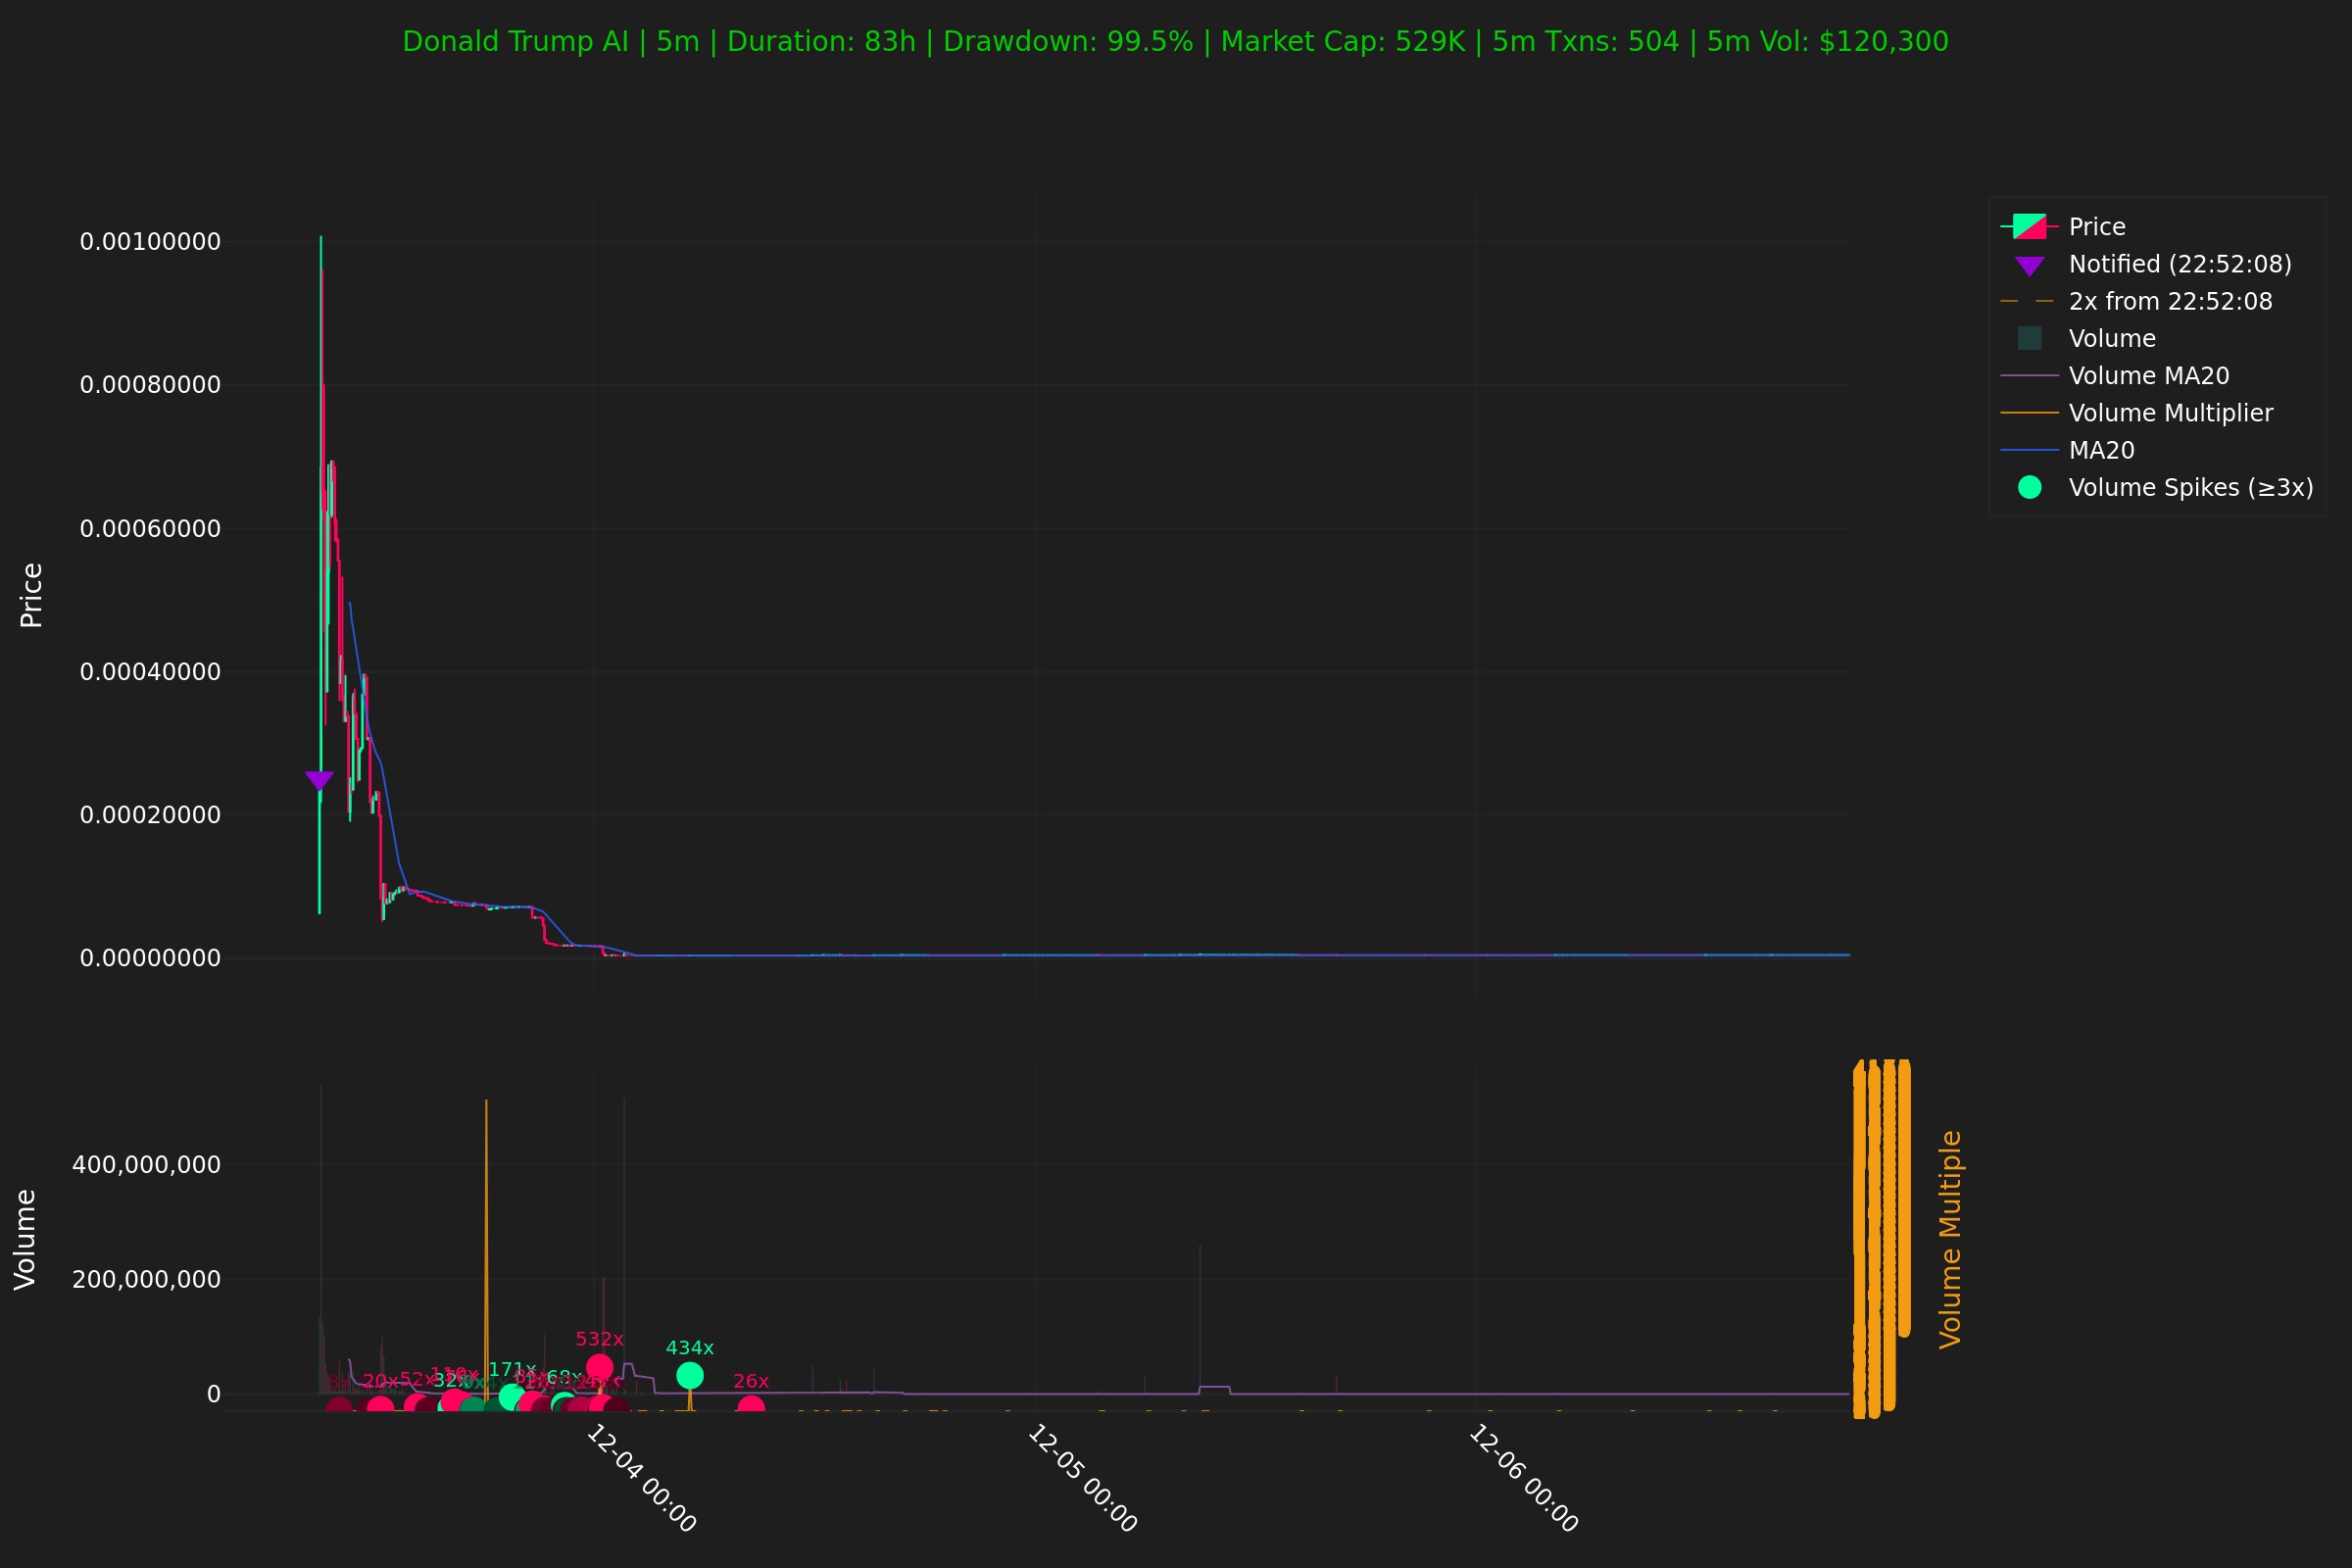 Donald Trump AI | 5m | Duration: 83h | Drawdown: 99.5% | Market Cap: 529K | 5m Txns: 504 | 5m Vol: $120,300
Price
0.00100000
0.00080000
0.00060000
0.00040000
0.00020000
0.00000000
Price
Notified (22:52:08)
2x from 22:52:08
Volume
Volume MA20
Volume Multiplier
MA20
Volume Spikes (≥3x)
Volume
400,000,000
200,000,000
0
20x
52x
32x
171x
68x
532x
434x
26x
Volume Multiple
12-04 00:00
12-05 00:00
12-06 00:00